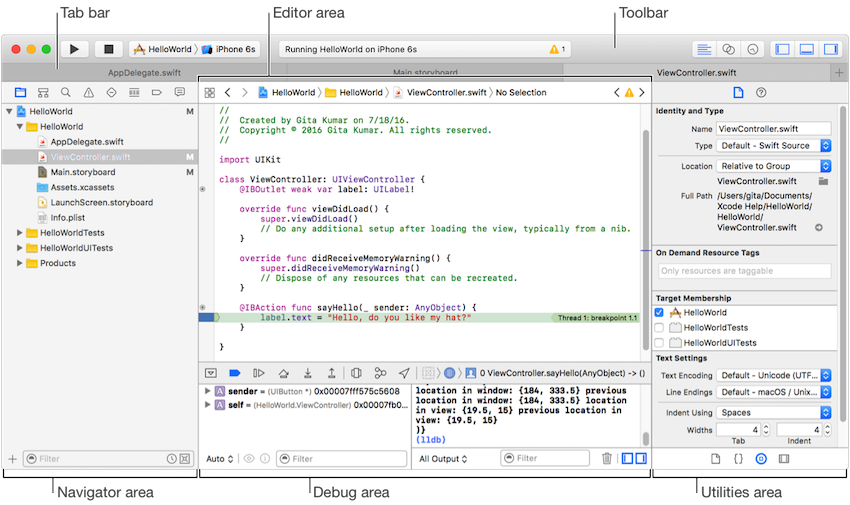 Tab bar
Editor area
Toolbar
HelloWorld
iPhone 6s
Running HelloWorld on iPhone 6s
1
AppDelegate.swift
Main.storyboard
ViewController.swift
HelloWorld M
HelloWorld
AppDelegate.swift
ViewController.swift M
Main.storyboard M
Assets.xcassets
LaunchScreen.storyboard
Info.plist
HelloWorldTests
HelloWorldUITests
Products
Filter
HelloWorld
HelloWorld
ViewController.swift
No Selection
//
// Created by Gita Kumar on 7/18/16.
// Copyright © 2016 Gita Kumar. All rights reserved.
//
import UIKit
class ViewController: UIViewController {
@IBOutlet weak var label: UILabel!
override func viewDidLoad() {
super.viewDidLoad()
// Do any additional setup after loading the view, typically from a nib.
}
override func didReceiveMemoryWarning() {
super.didReceiveMemoryWarning()
// Dispose of any resources that can be recreated.
}
@IBAction func sayHello(_ sender: AnyObject) {
label.text = "Hello, do you like my hat?"
Thread 1: breakpoint 1.1
}
}
0 ViewController.sayHello(AnyObject) -> ()
A sender = (UIButton *) 0x00007fff575c5608
A self = (HelloWorld.ViewController) 0x00007fb0...
Auto
Filter
location in window: {184, 333.5} previous
location in window: {184, 333.5} location
in view: {19.5, 15} previous location in
view: {19.5, 15}
)}
(lldb)
All Output
Filter
Identity and Type
Name ViewController.swift
Type Default - Swift Source
Location Relative to Group
ViewController.swift
Full Path /Users/gita/Documents/
Xcode Help/HelloWorld/
HelloWorld/
ViewController.swift
On Demand Resource Tags
Only resources are taggable
Target Membership
HelloWorld
HelloWorldTests
HelloWorldUITests
Text Settings
Text Encoding Default - Unicode (UTF...
Line Endings Default - macOS / Unix...
Indent Using Spaces
Widths 4 4
Tab Indent
Navigator area
Debug area
Utilities area